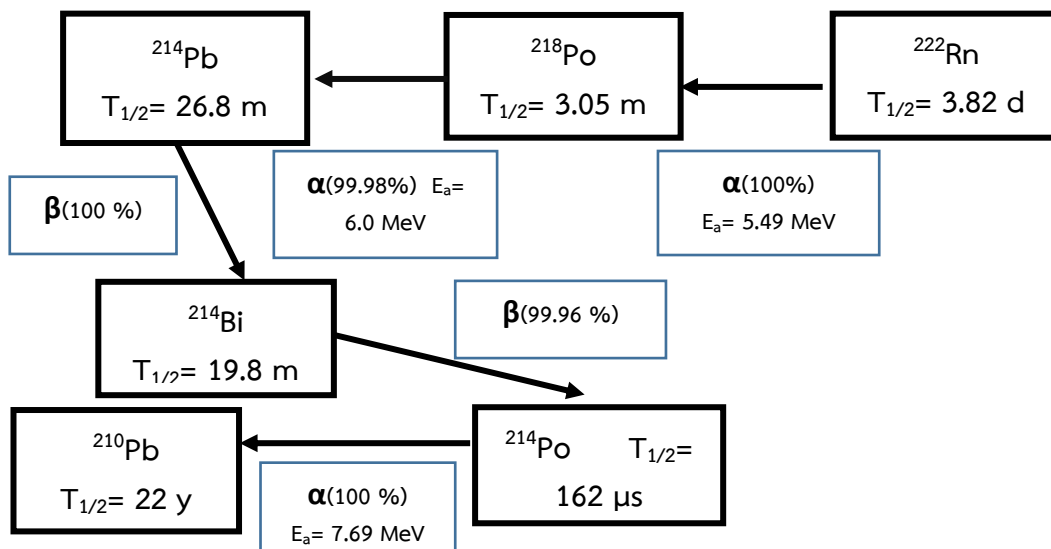 ²¹⁴Pb
T₁/₂= 26.8 m
²¹⁸Po
T₁/₂= 3.05 m
²²²Rn
T₁/₂= 3.82 d
β(100 %)
α(99.98%) Eₐ=
6.0 MeV
α(100%)
Eₐ= 5.49 MeV
²¹⁴Bi
T₁/₂= 19.8 m
β(99.96 %)
²¹⁰Pb
T₁/₂= 22 y
α(100 %)
Eₐ= 7.69 MeV
²¹⁴Po T₁/₂=
162 µs